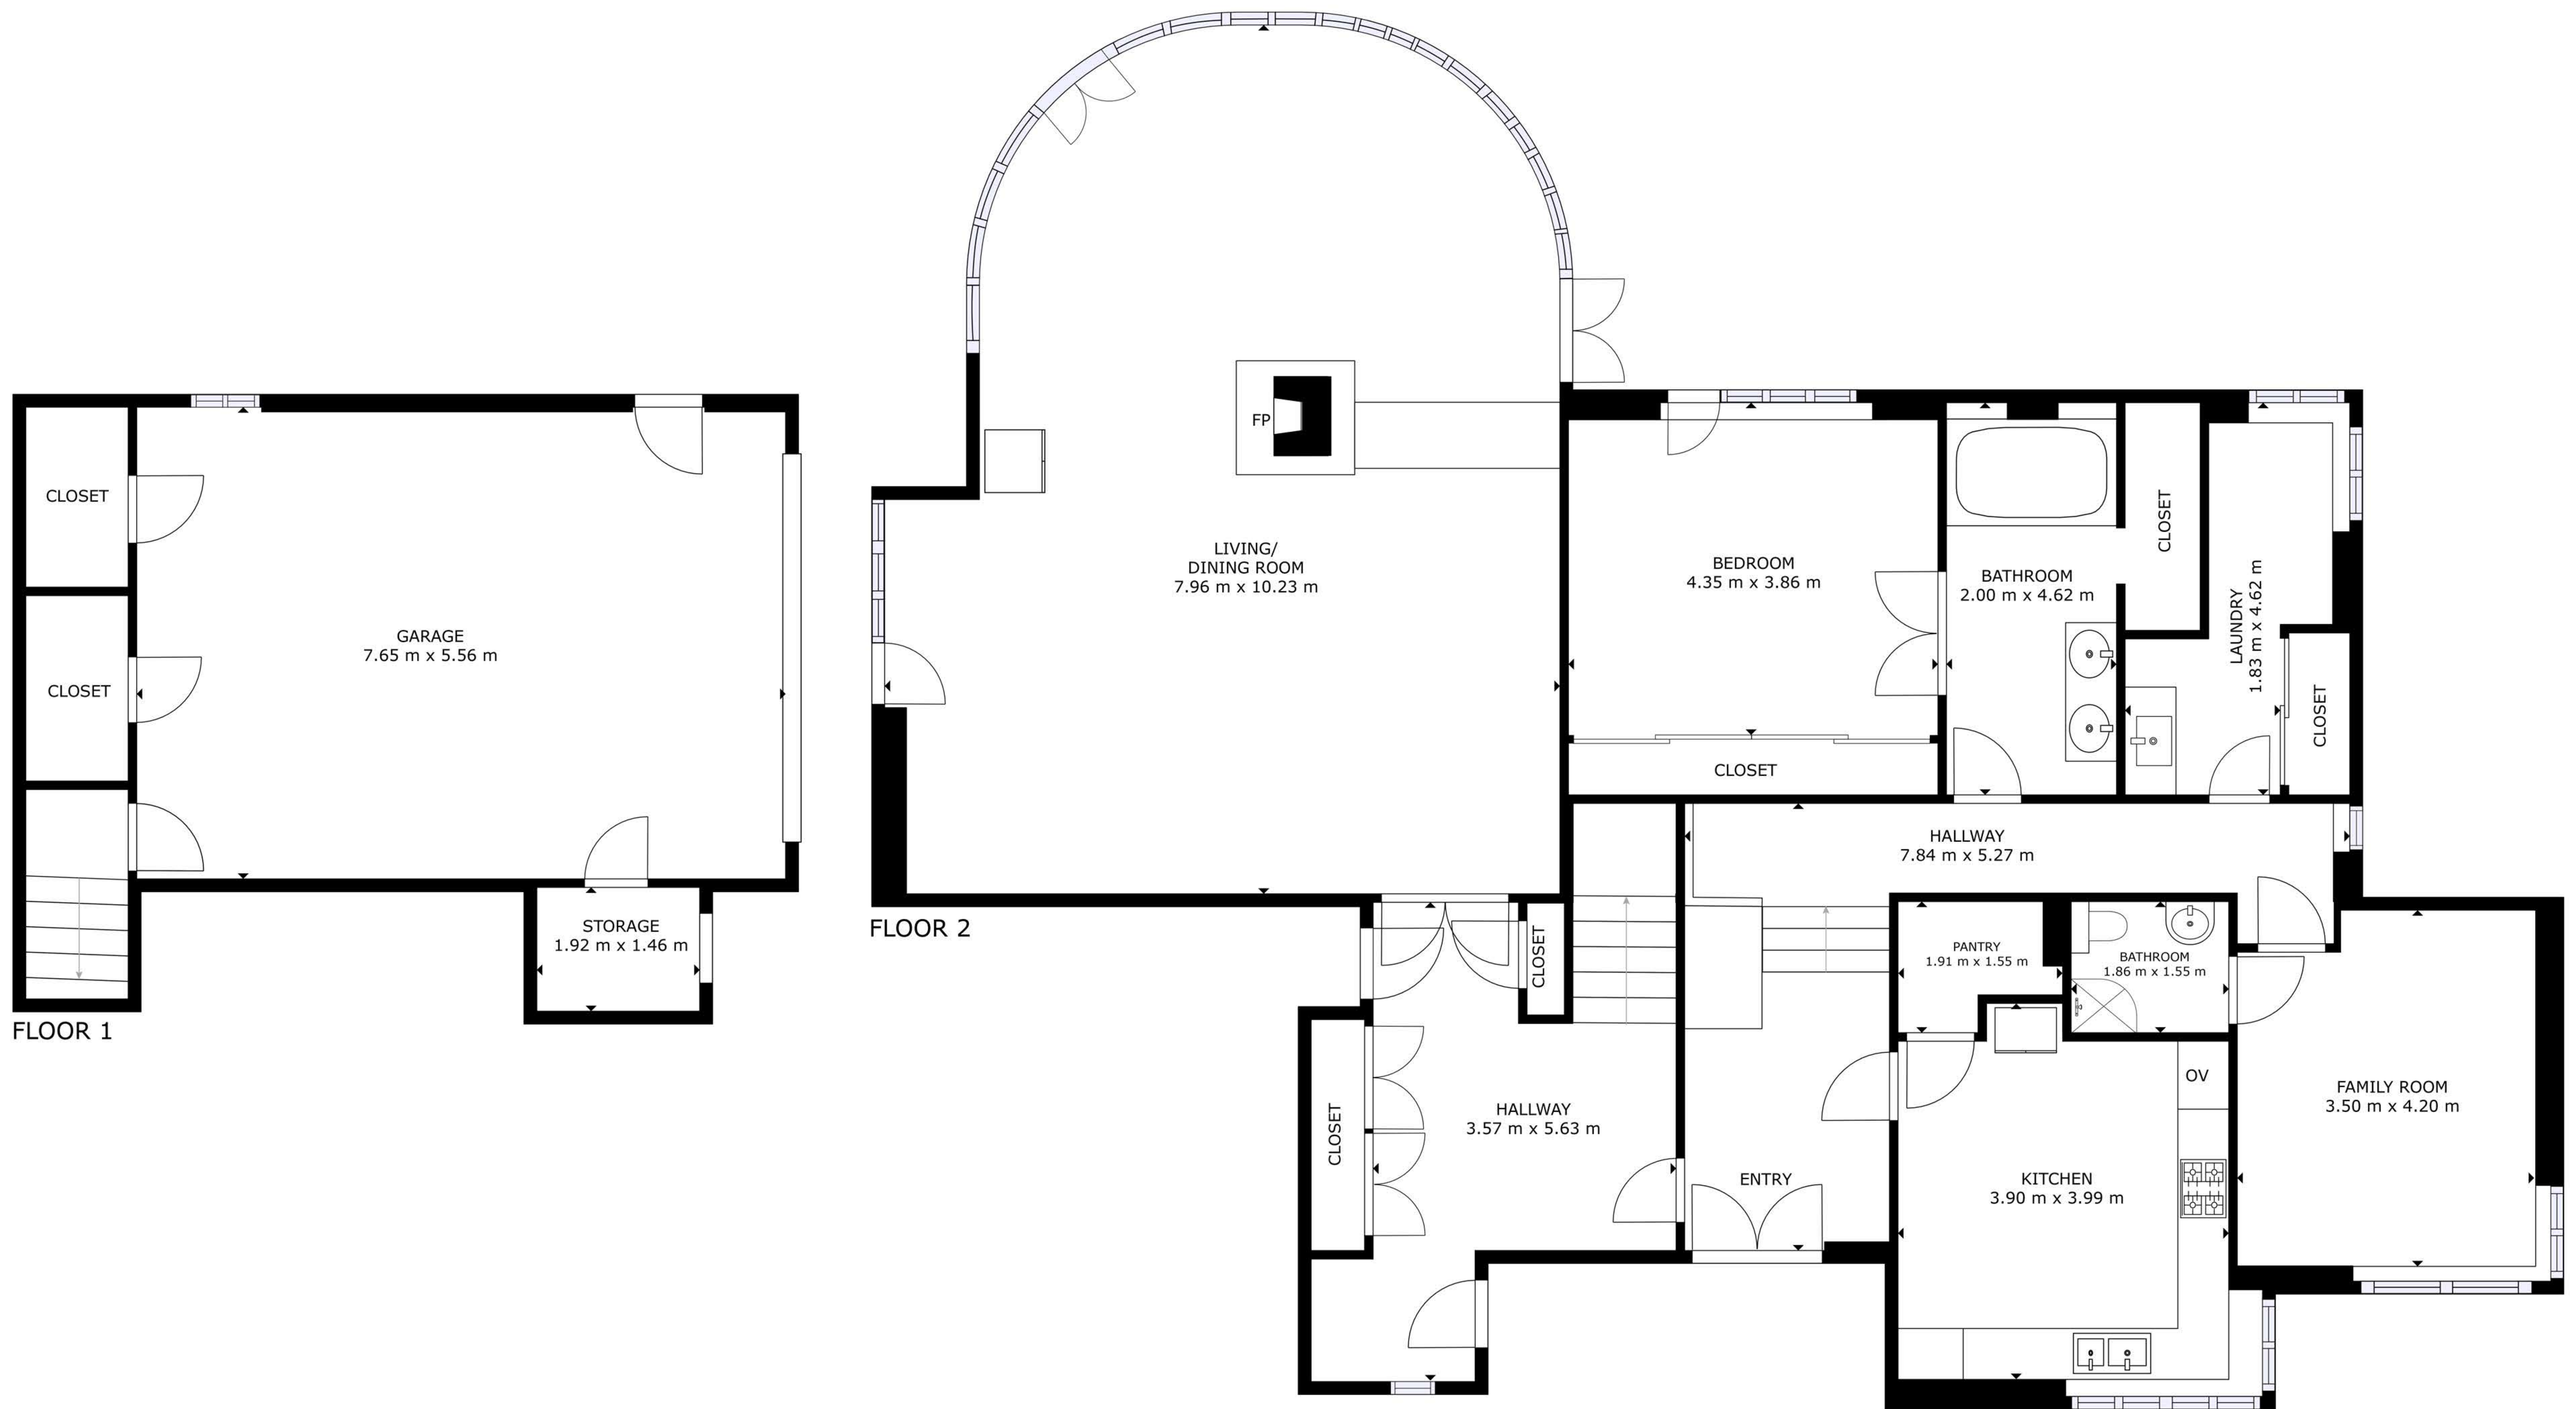 CLOSET
CLOSET
GARAGE
7.65 m x 5.56 m
STORAGE
1.92 m x 1.46 m
FLOOR 1
FP
LIVING/
DINING ROOM
7.96 m x 10.23 m
FLOOR 2
BEDROOM
4.35 m x 3.86 m
CLOSET
BATHROOM
2.00 m x 4.62 m
CLOSET
LAUNDRY
1.83 m x 4.62 m
CLOSET
HALLWAY
7.84 m x 5.27 m
CLOSET
PANTRY
1.91 m x 1.55 m
BATHROOM
1.86 m x 1.55 m
CLOSET
HALLWAY
3.57 m x 5.63 m
ENTRY
OV
KITCHEN
3.90 m x 3.99 m
FAMILY ROOM
3.50 m x 4.20 m